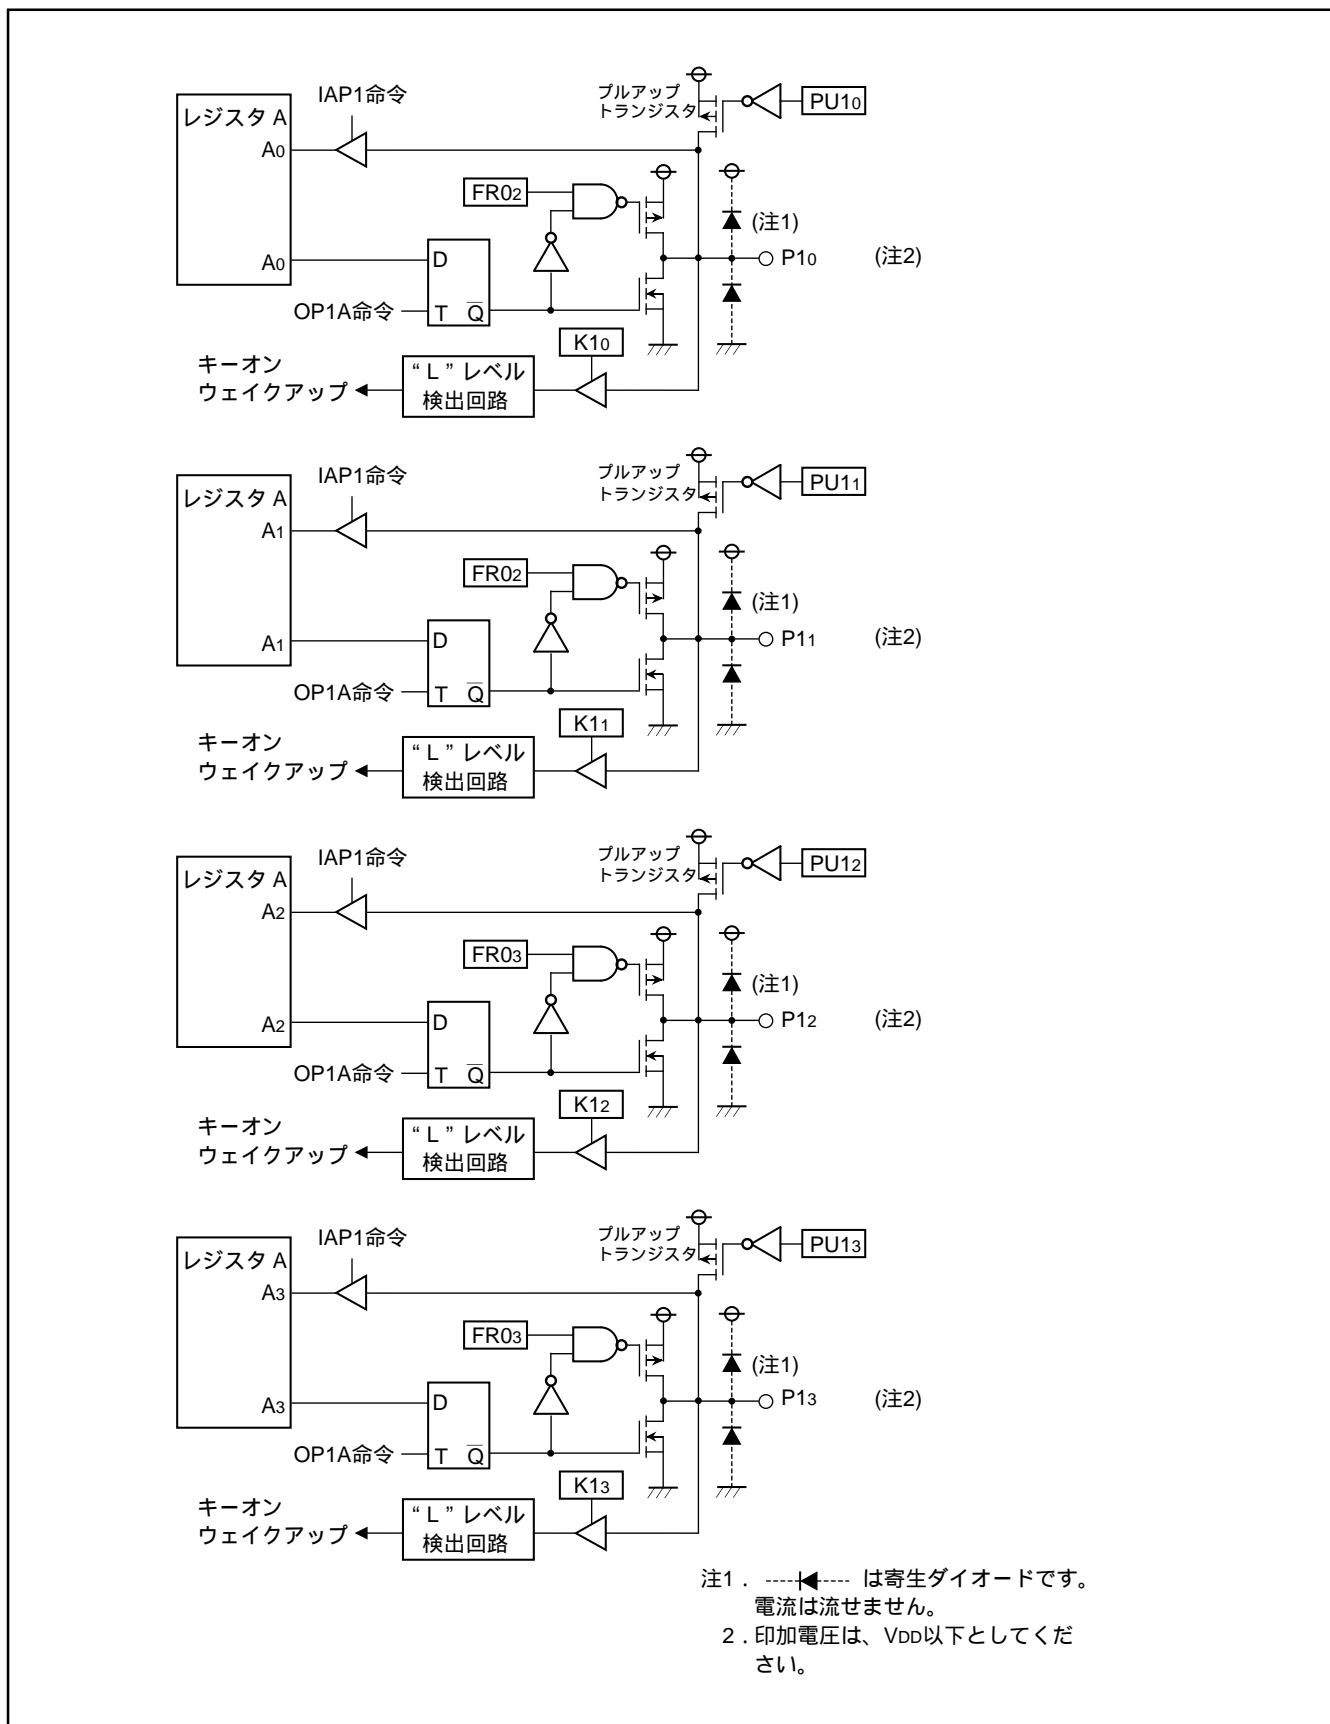 IAP1命令
プルアップ
トランジスタ
PU10
レジスタ A
A0
FR02
(注1)
A0
D
P10
(注2)
OP1A命令
T Q
K10
キーオン
ウェイクアップ
“ L ” レベル
検出回路
IAP1命令
プルアップ
トランジスタ
PU11
レジスタ A
A1
FR02
(注1)
A1
D
P11
(注2)
OP1A命令
T Q
K11
キーオン
ウェイクアップ
“ L ” レベル
検出回路
IAP1命令
プルアップ
トランジスタ
PU12
レジスタ A
A2
FR03
(注1)
A2
D
P12
(注2)
OP1A命令
T Q
K12
キーオン
ウェイクアップ
“ L ” レベル
検出回路
IAP1命令
プルアップ
トランジスタ
PU13
レジスタ A
A3
FR03
(注1)
A3
D
P13
(注2)
OP1A命令
T Q
K13
キーオン
ウェイクアップ
“ L ” レベル
検出回路
注1 . は寄生ダイオードです。
電流は流せません。
2 . 印加電圧は、VDD以下としてくだ
さい。